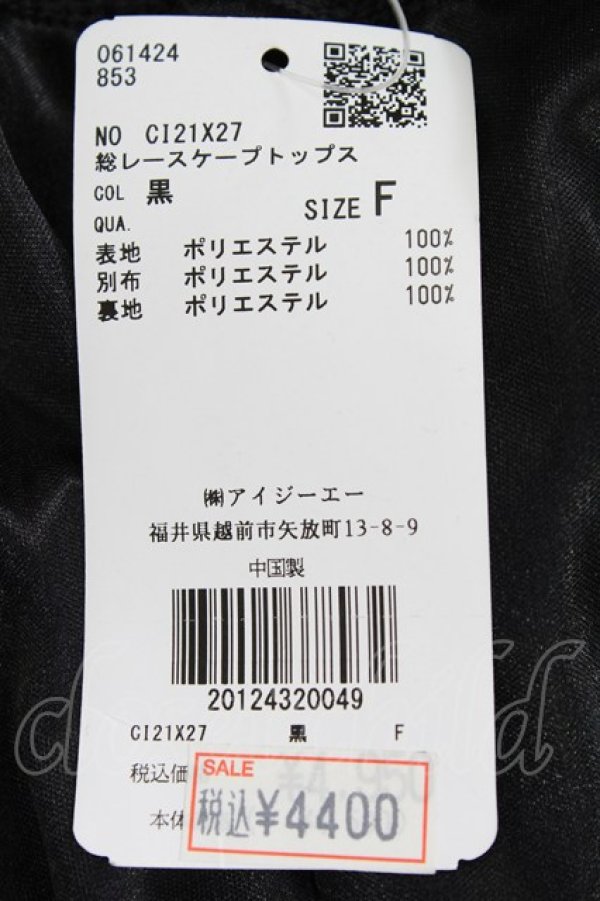 061424
853
NO CI21X27
総レースケープトップス
COL 黒
SIZE F
QUA.
表地 ポリエステル 100%
別布 ポリエステル 100%
裏地 ポリエステル 100%
㈱アイジーエー
福井県越前市矢放町13-8-9
中国製
20124320049
CI21X27 黒 F
税込価 ¥4,950
SALE
本体
税込¥4400